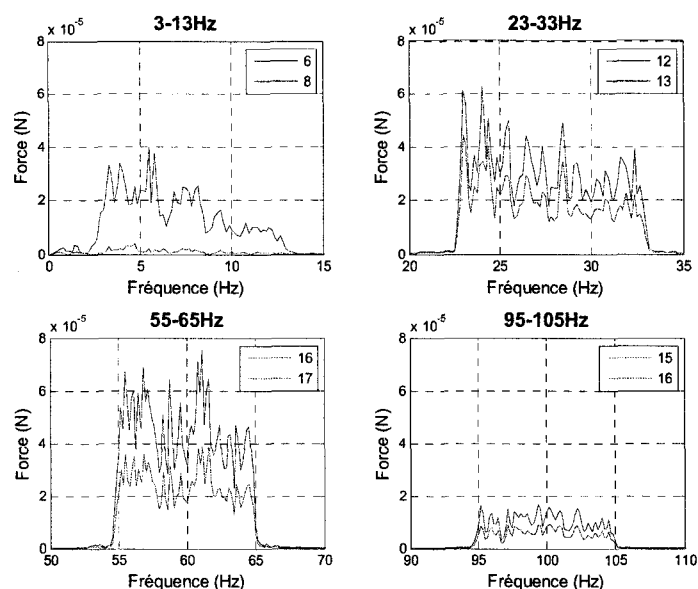 3-13Hz
x 10⁻⁵
8
6
4
2
0
Force (N)
6
8
0 5 10 15
Fréquence (Hz)
23-33Hz
x 10⁻⁵
8
6
4
2
0
Force (N)
12
13
20 25 30 35
Fréquence (Hz)
55-65Hz
x 10⁻⁵
8
6
4
2
0
Force (N)
16
17
50 55 60 65 70
Fréquence (Hz)
95-105Hz
x 10⁻⁵
8
6
4
2
0
Force (N)
15
16
90 95 100 105 110
Fréquence (Hz)